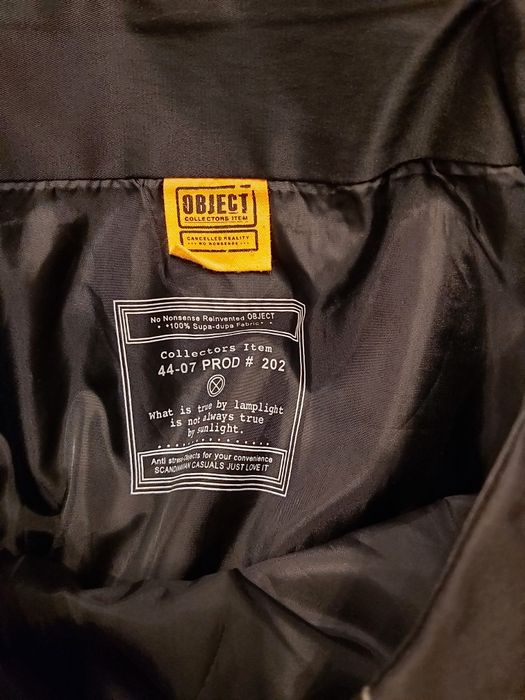 OBJECT
COLLECTORS ITEM
CANCELLED REALITY
NO NONSENSE
No Nonsense Reinvented OBJECT
*100% Supa-dupa Fabric*
Collectors Item
44-07 PROD # 202
What is true by lamplight
is not always true
by sunlight.
Anti stress-objects for your convenience
SCANDINAVIAN CASUALS JUST LOVE IT